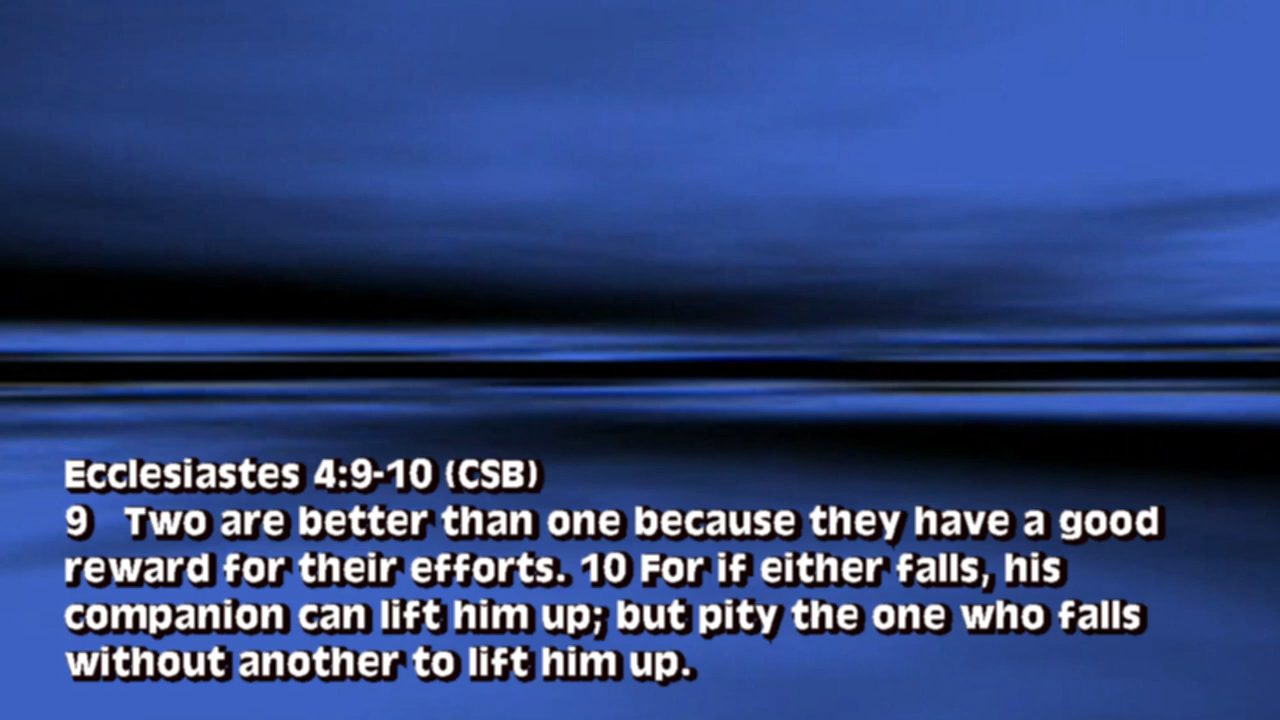 Ecclesiastes 4:9-10 (CSB)
9 Two are better than one because they have a good
reward for their efforts. 10 For if either falls, his
companion can lift him up; but pity the one who falls
without another to lift him up.